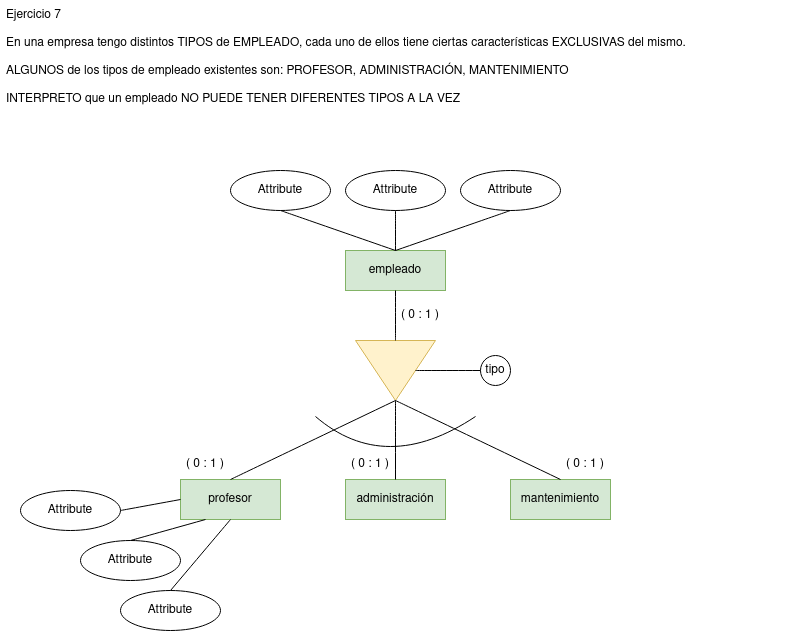 Ejercicio 7
En una empresa tengo distintos TIPOS de EMPLEADO, cada uno de ellos tiene ciertas características EXCLUSIVAS del mismo.
ALGUNOS de los tipos de empleado existentes son: PROFESOR, ADMINISTRACIÓN, MANTENIMIENTO
INTERPRETO que un empleado NO PUEDE TENER DIFERENTES TIPOS A LA VEZ
Attribute
Attribute
Attribute
empleado
( 0 : 1 )
tipo
( 0 : 1 )
( 0 : 1 )
( 0 : 1 )
profesor
administración
mantenimiento
Attribute
Attribute
Attribute